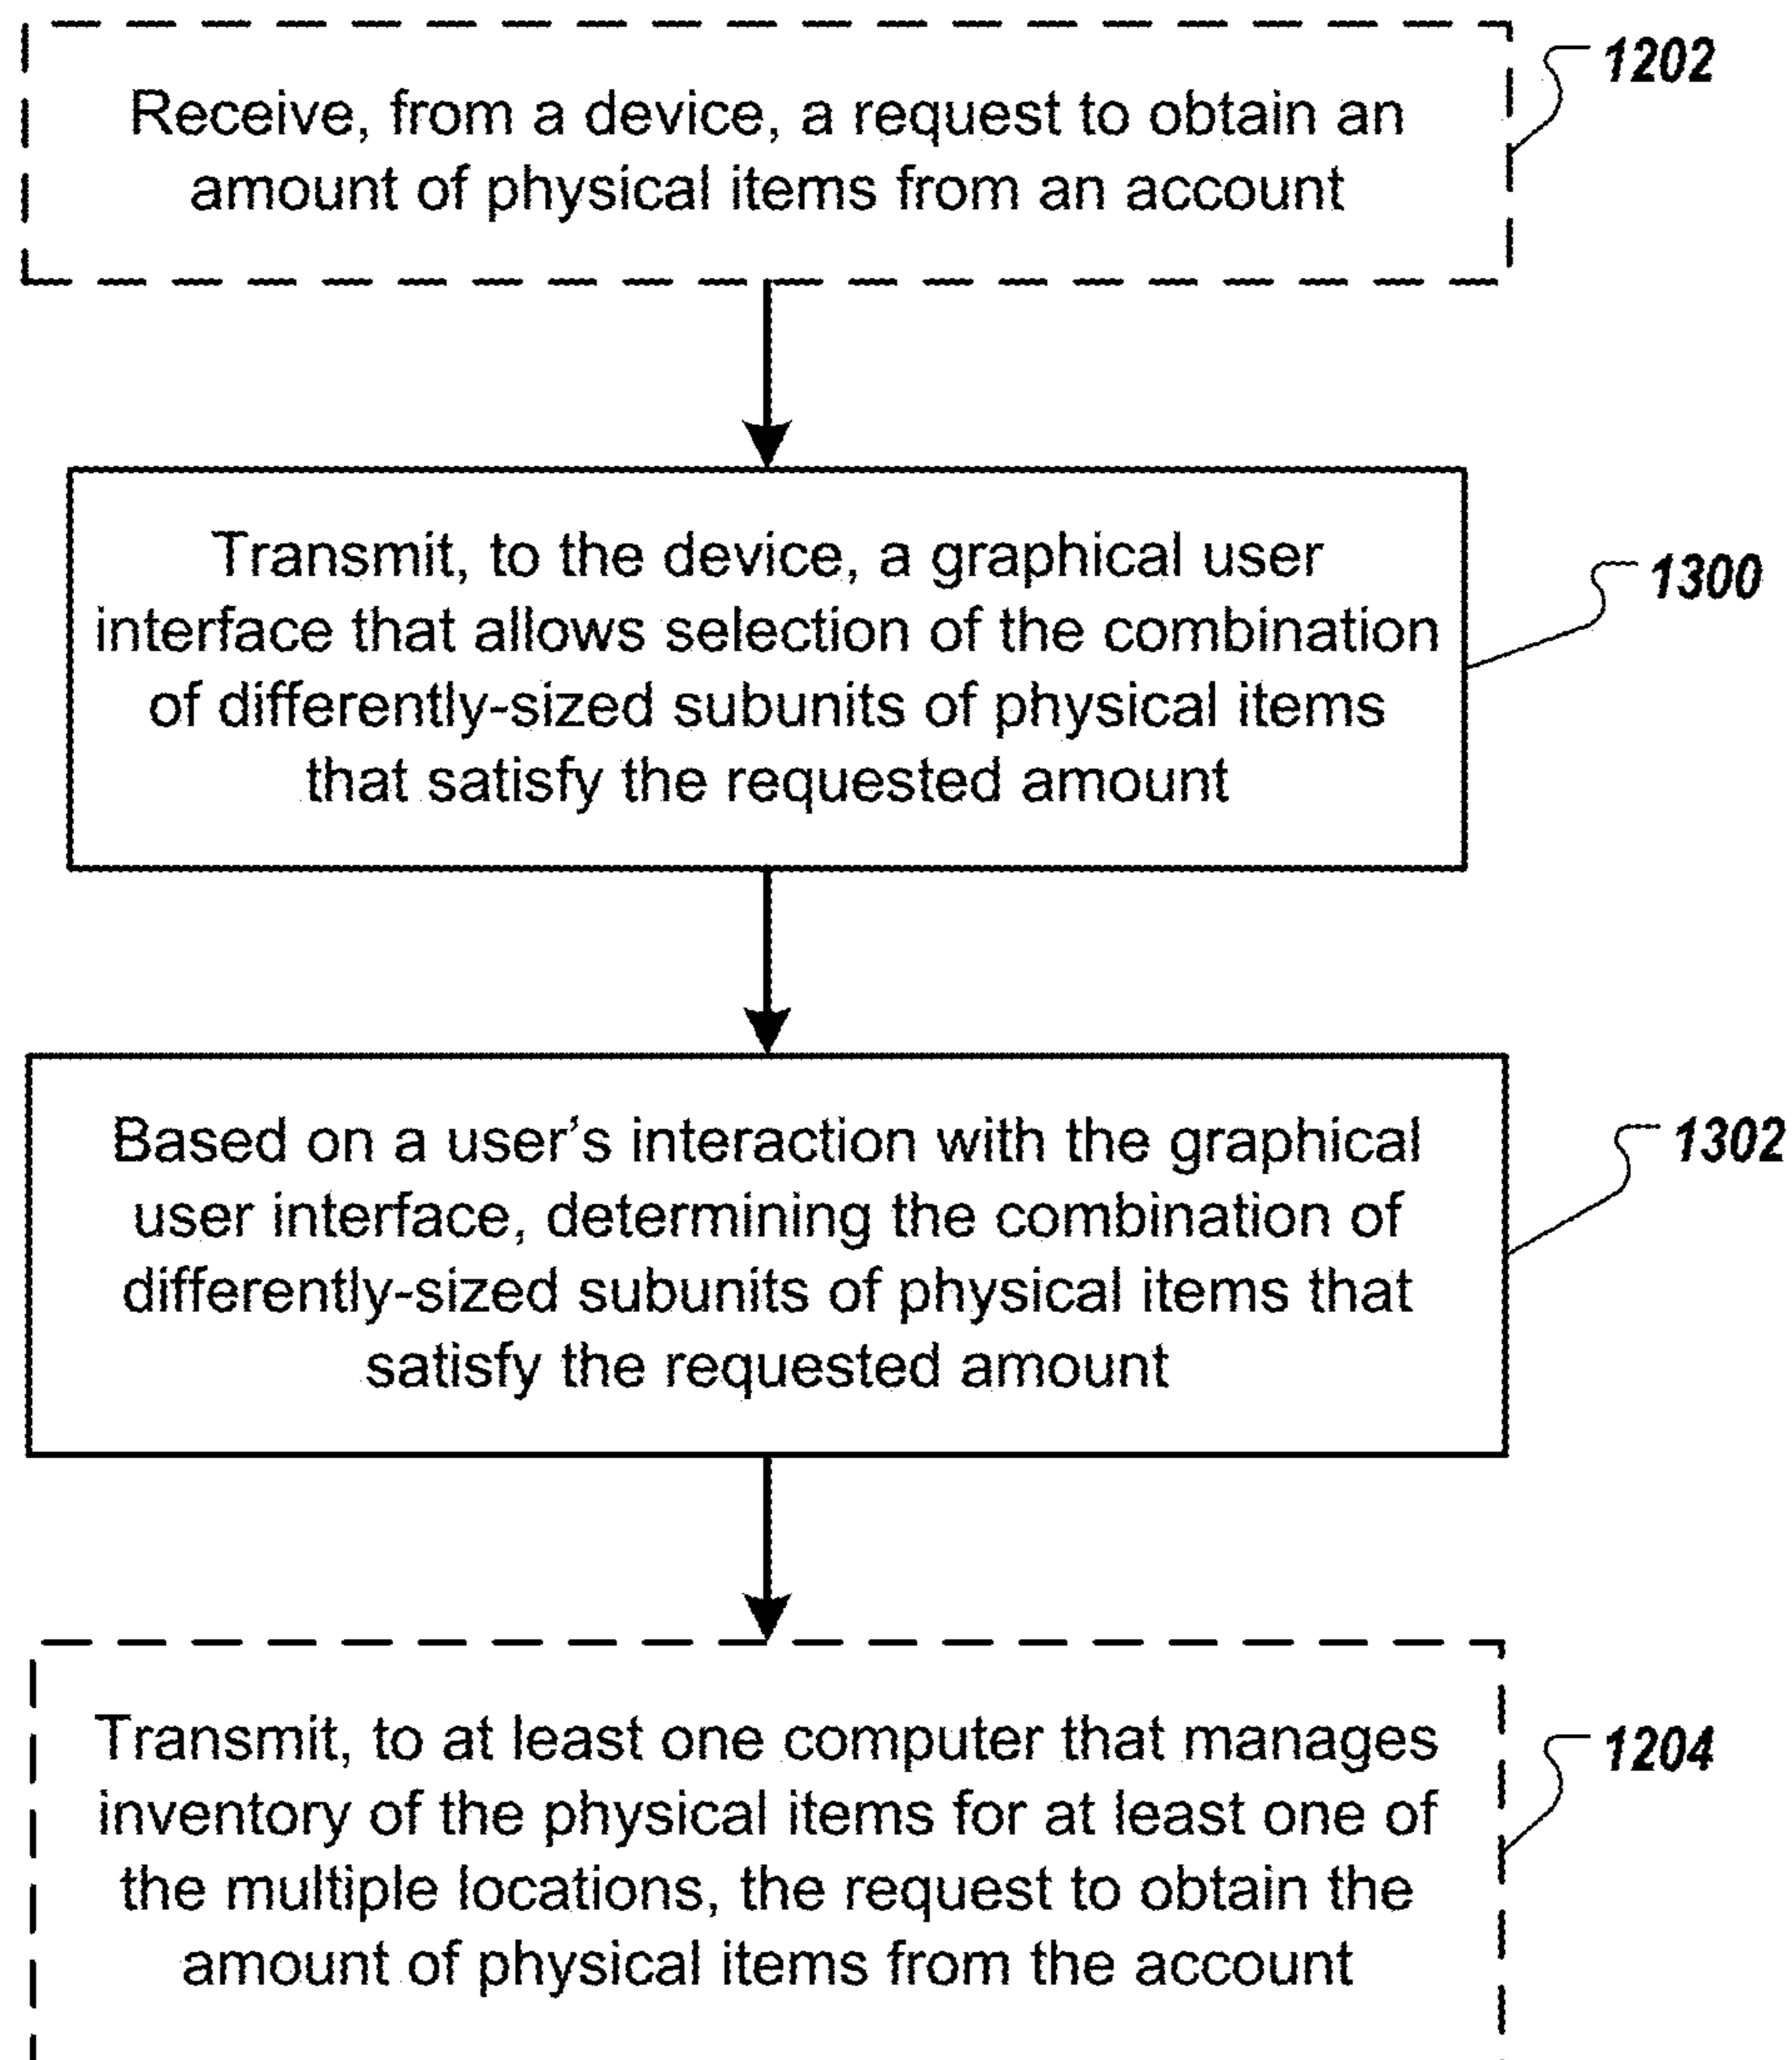 Receive, from a device, a request to obtain an
amount of physical items from an account
1202
Transmit, to the device, a graphical user
interface that allows selection of the combination
of differently-sized subunits of physical items
that satisfy the requested amount
1300
Based on a user's interaction with the graphical
user interface, determining the combination of
differently-sized subunits of physical items that
satisfy the requested amount
1302
Transmit, to at least one computer that manages
inventory of the physical items for at least one of
the multiple locations, the request to obtain the
amount of physical items from the account
1204